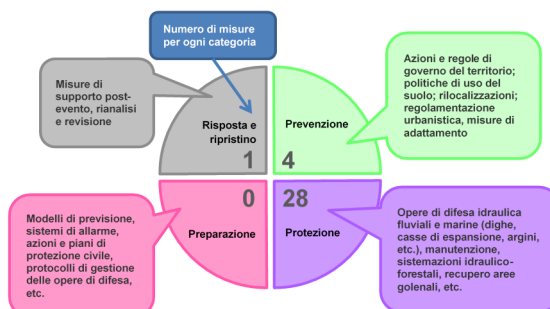 Numero di misure
per ogni categoria
Misure di
supporto post-
evento, rianalisi
e revisione
Risposta e
ripristino
1
Prevenzione
4
Azioni e regole di
governo del territorio;
politiche di uso del
suolo; rilocalizzazioni;
regolamentazione
urbanistica, misure di
adattamento
Modelli di previsione,
sistemi di allarme,
azioni e piani di
protezione civile,
protocolli di gestione
delle opere di difesa,
etc.
0
Preparazione
28
Protezione
Opere di difesa idraulica
fluviali e marine (dighe,
casse di espansione, argini,
etc.), manutenzione,
sistemazioni idraulico-
forestali, recupero aree
golenali, etc.